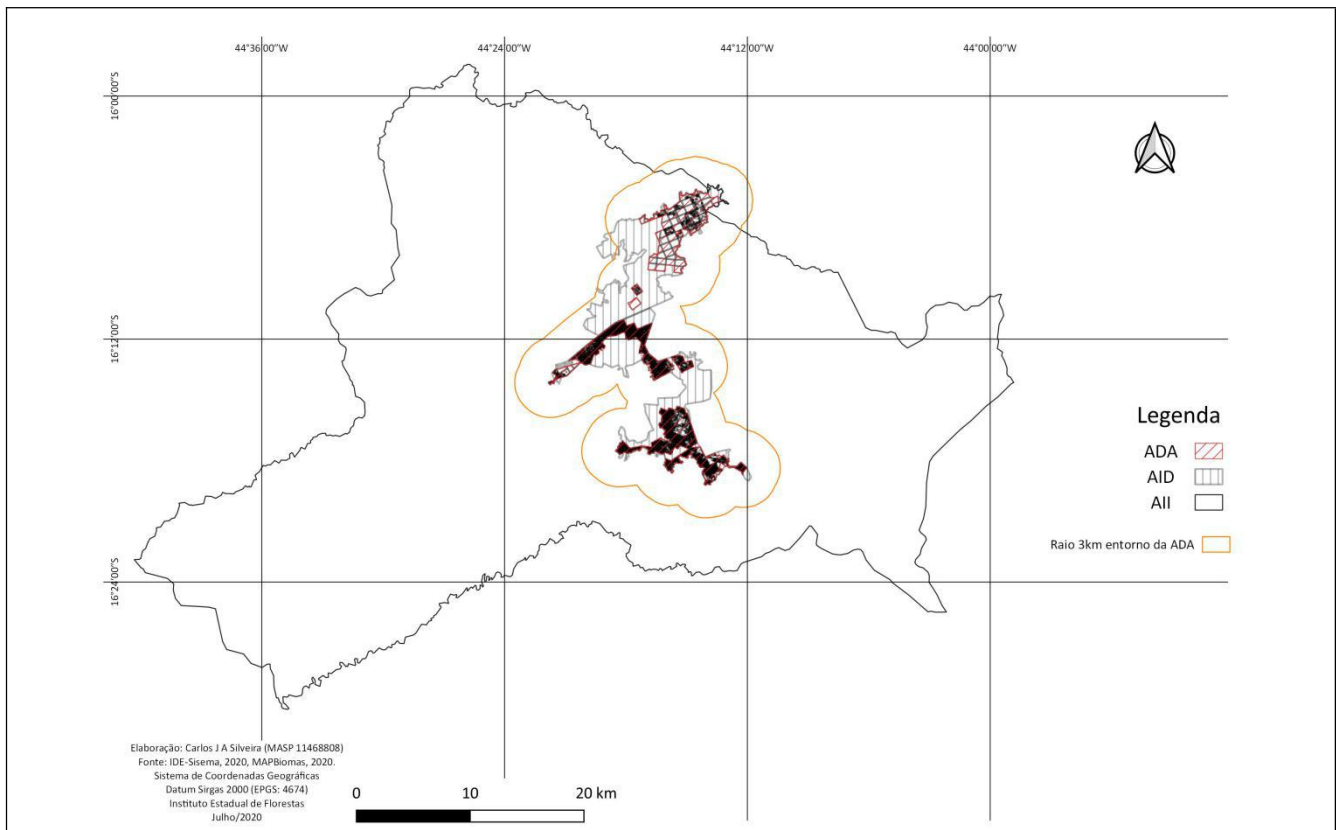 44°36'00"W
44°24'00"W
44°12'00"W
44°00'00"W
16°00'00"S
16°12'00"S
16°24'00"S
Legenda
ADA
AID
AII
Raio 3km entorno da ADA
Elaboração: Carlos J A Silveira (MASP 11468808)
Fonte: IDE-Sisema, 2020, MAPBiomas, 2020.
Sistema de Coordenadas Geográficas
Datum Sirgas 2000 (EPGS: 4674)
Instituto Estadual de Florestas
Julho/2020
0 10 20 km